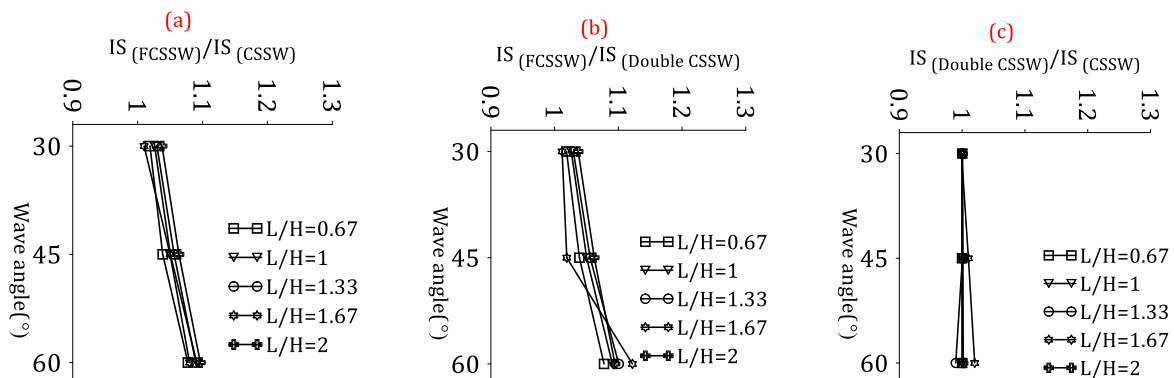 (a)
IS (FCSSW)/IS (CSSW)
0.9 1 1.1 1.2 1.3
30
45
60
Wave angle(°)
L/H=0.67
L/H=1
L/H=1.33
L/H=1.67
L/H=2
(b)
IS (FCSSW)/IS (Double CSSW)
0.9 1 1.1 1.2 1.3
30
45
60
Wave angle(°)
L/H=0.67
L/H=1
L/H=1.33
L/H=1.67
L/H=2
(c)
IS (Double CSSW)/IS (CSSW)
0.9 1 1.1 1.2 1.3
30
45
60
Wave angle(°)
L/H=0.67
L/H=1
L/H=1.33
L/H=1.67
L/H=2